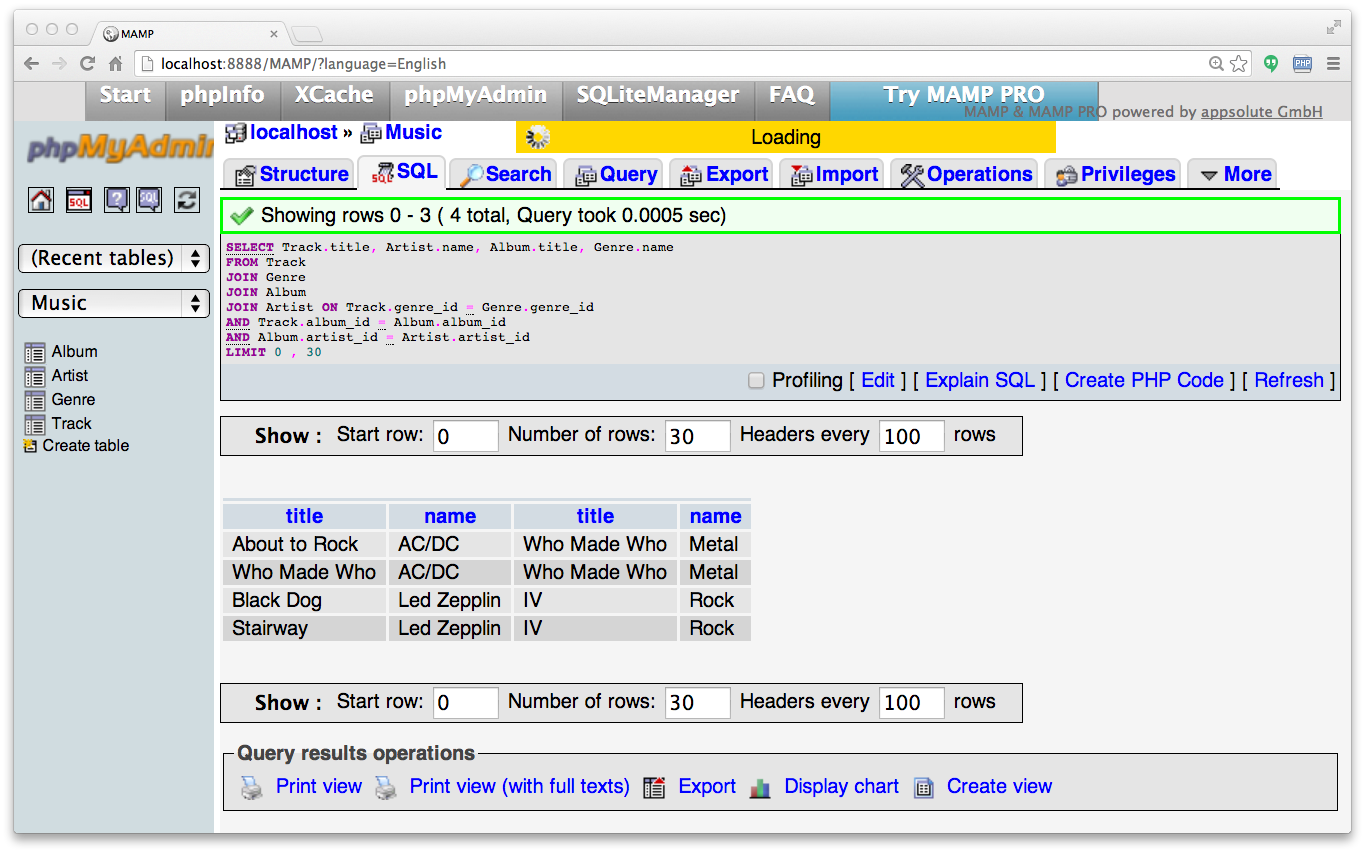 MAMP
localhost:8888/MAMP/?language=English
PHP
Start phpInfo XCache phpMyAdmin SQLiteManager FAQ Try MAMP PRO
MAMP & MAMP PRO powered by appsolute GmbH
phpMyAdmin
localhost » Music
Loading
Structure SQL Search Query Export Import Operations Privileges More
SQL ? SQL
Showing rows 0 - 3 ( 4 total, Query took 0.0005 sec)
(Recent tables)
Music
Album
Artist
Genre
Track
Create table
SELECT Track.title, Artist.name, Album.title, Genre.name
FROM Track
JOIN Genre
JOIN Album
JOIN Artist ON Track.genre_id = Genre.genre_id
AND Track.album_id = Album.album_id
AND Album.artist_id = Artist.artist_id
LIMIT 0 , 30
Profiling [ Edit ] [ Explain SQL ] [ Create PHP Code ] [ Refresh ]
Show : Start row: 0 Number of rows: 30 Headers every 100 rows
title name title name
About to Rock AC/DC Who Made Who Metal
Who Made Who AC/DC Who Made Who Metal
Black Dog Led Zepplin IV Rock
Stairway Led Zepplin IV Rock
Show : Start row: 0 Number of rows: 30 Headers every 100 rows
Query results operations
Print view Print view (with full texts) Export Display chart Create view